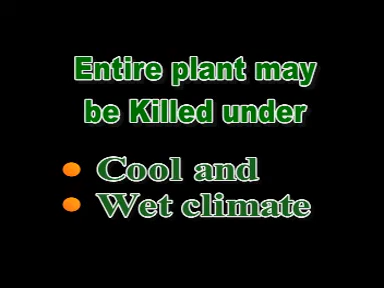 Entire plant may
be Killed under
• Cool and
• Wet climate